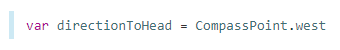 var directionToHead = CompassPoint.west